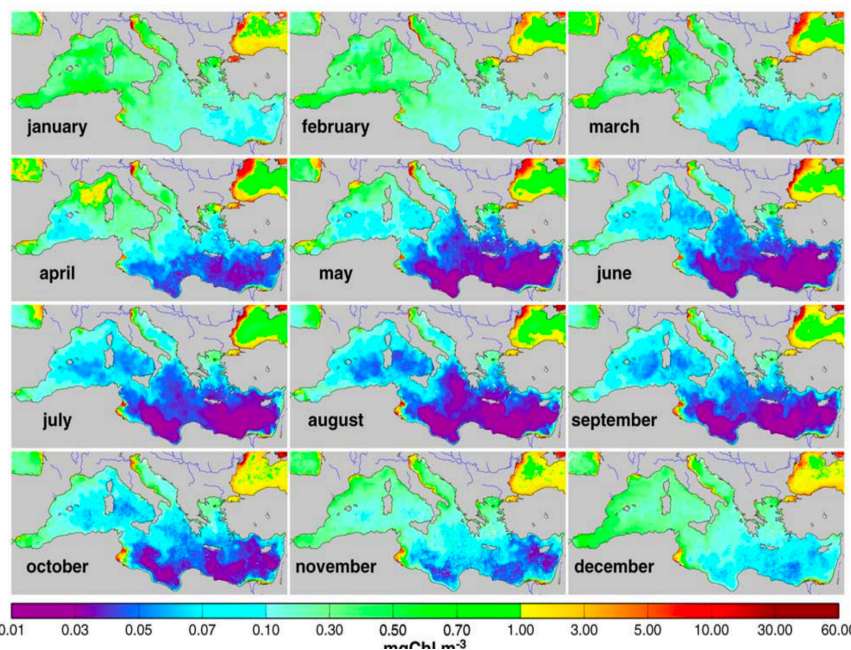 january february march
april may june
july august september
october november december
0.01 0.03 0.05 0.07 0.10 0.30 0.50 0.70 1.00 3.00 5.00 10.00 30.00 60.00
mgChl m-3